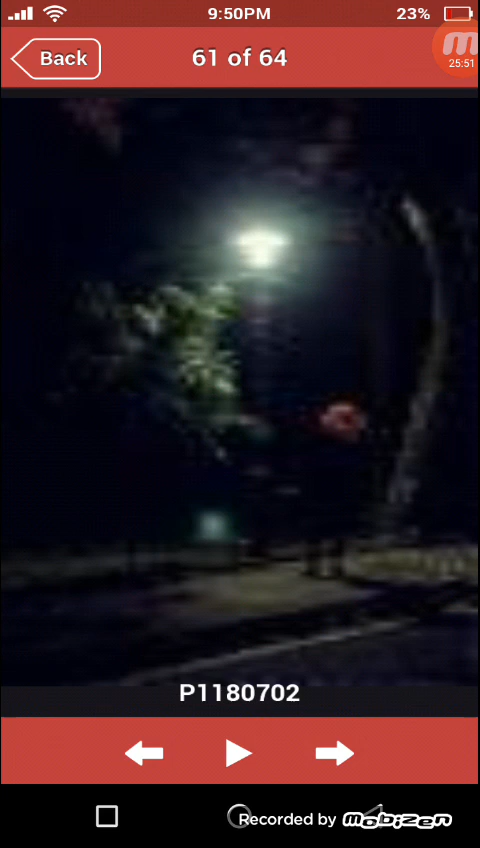 9:50PM 23%
Back 61 of 64
25:51
P1180702
Recorded by Mobizen